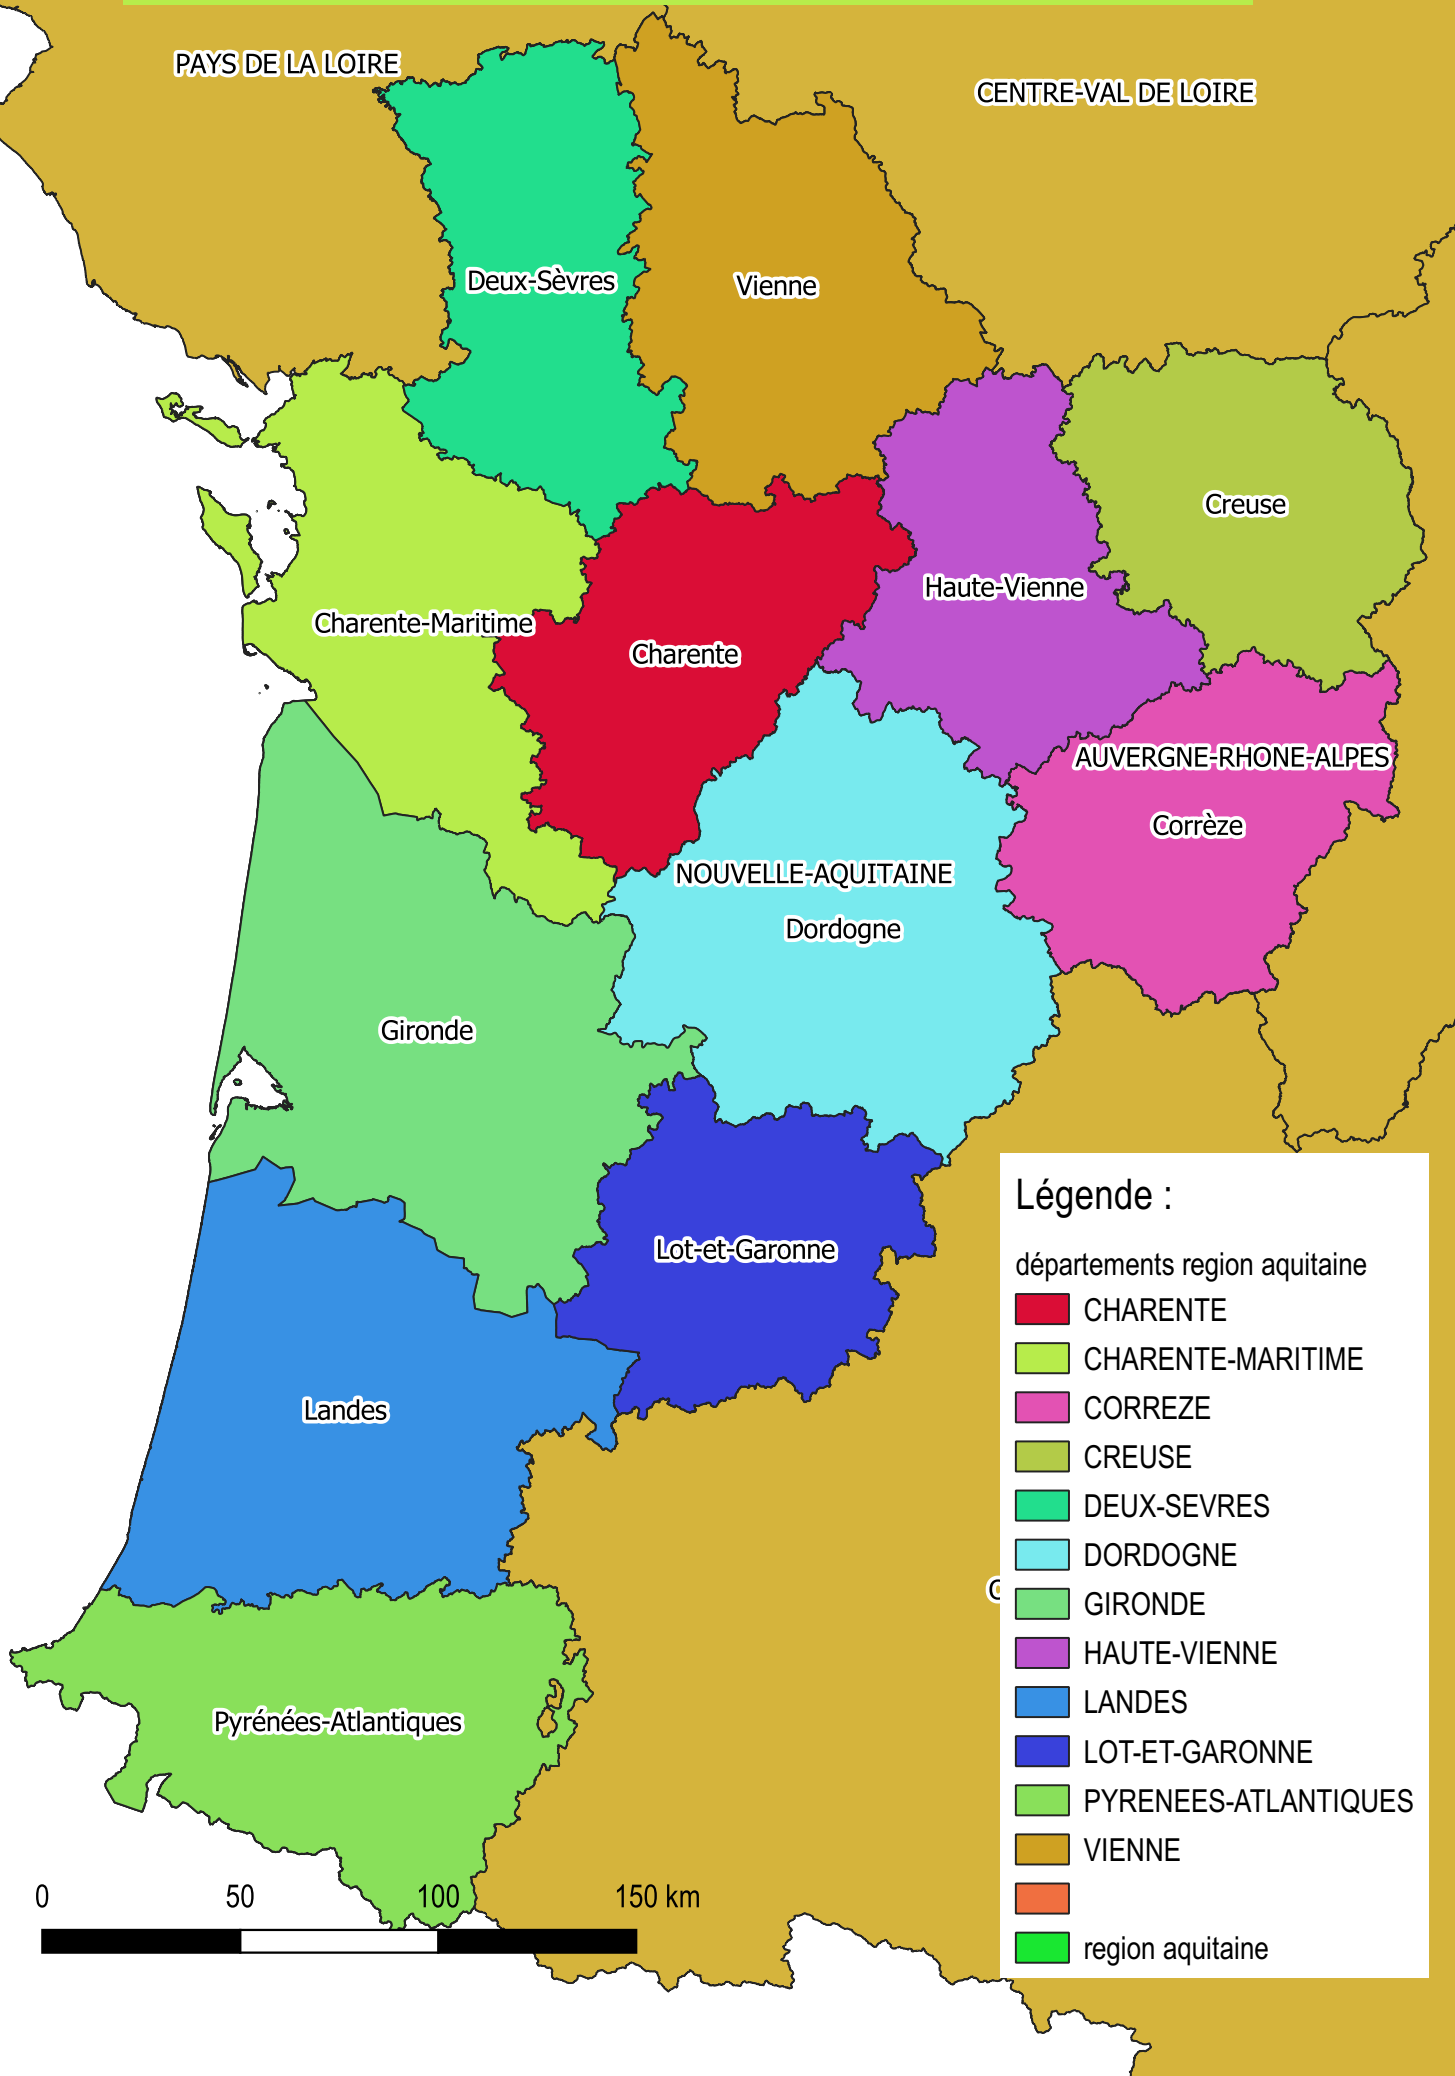 PAYS DE LA LOIRE
CENTRE-VAL DE LOIRE
Deux-Sèvres
Vienne
Creuse
Haute-Vienne
Charente-Maritime
Charente
AUVERGNE-RHONE-ALPES
Corrèze
NOUVELLE-AQUITAINE
Dordogne
Gironde
Lot-et-Garonne
Landes
Pyrénées-Atlantiques
Légende :
départements region aquitaine
CHARENTE
CHARENTE-MARITIME
CORREZE
CREUSE
DEUX-SEVRES
DORDOGNE
GIRONDE
HAUTE-VIENNE
LANDES
LOT-ET-GARONNE
PYRENEES-ATLANTIQUES
VIENNE
region aquitaine
0 50 100 150 km